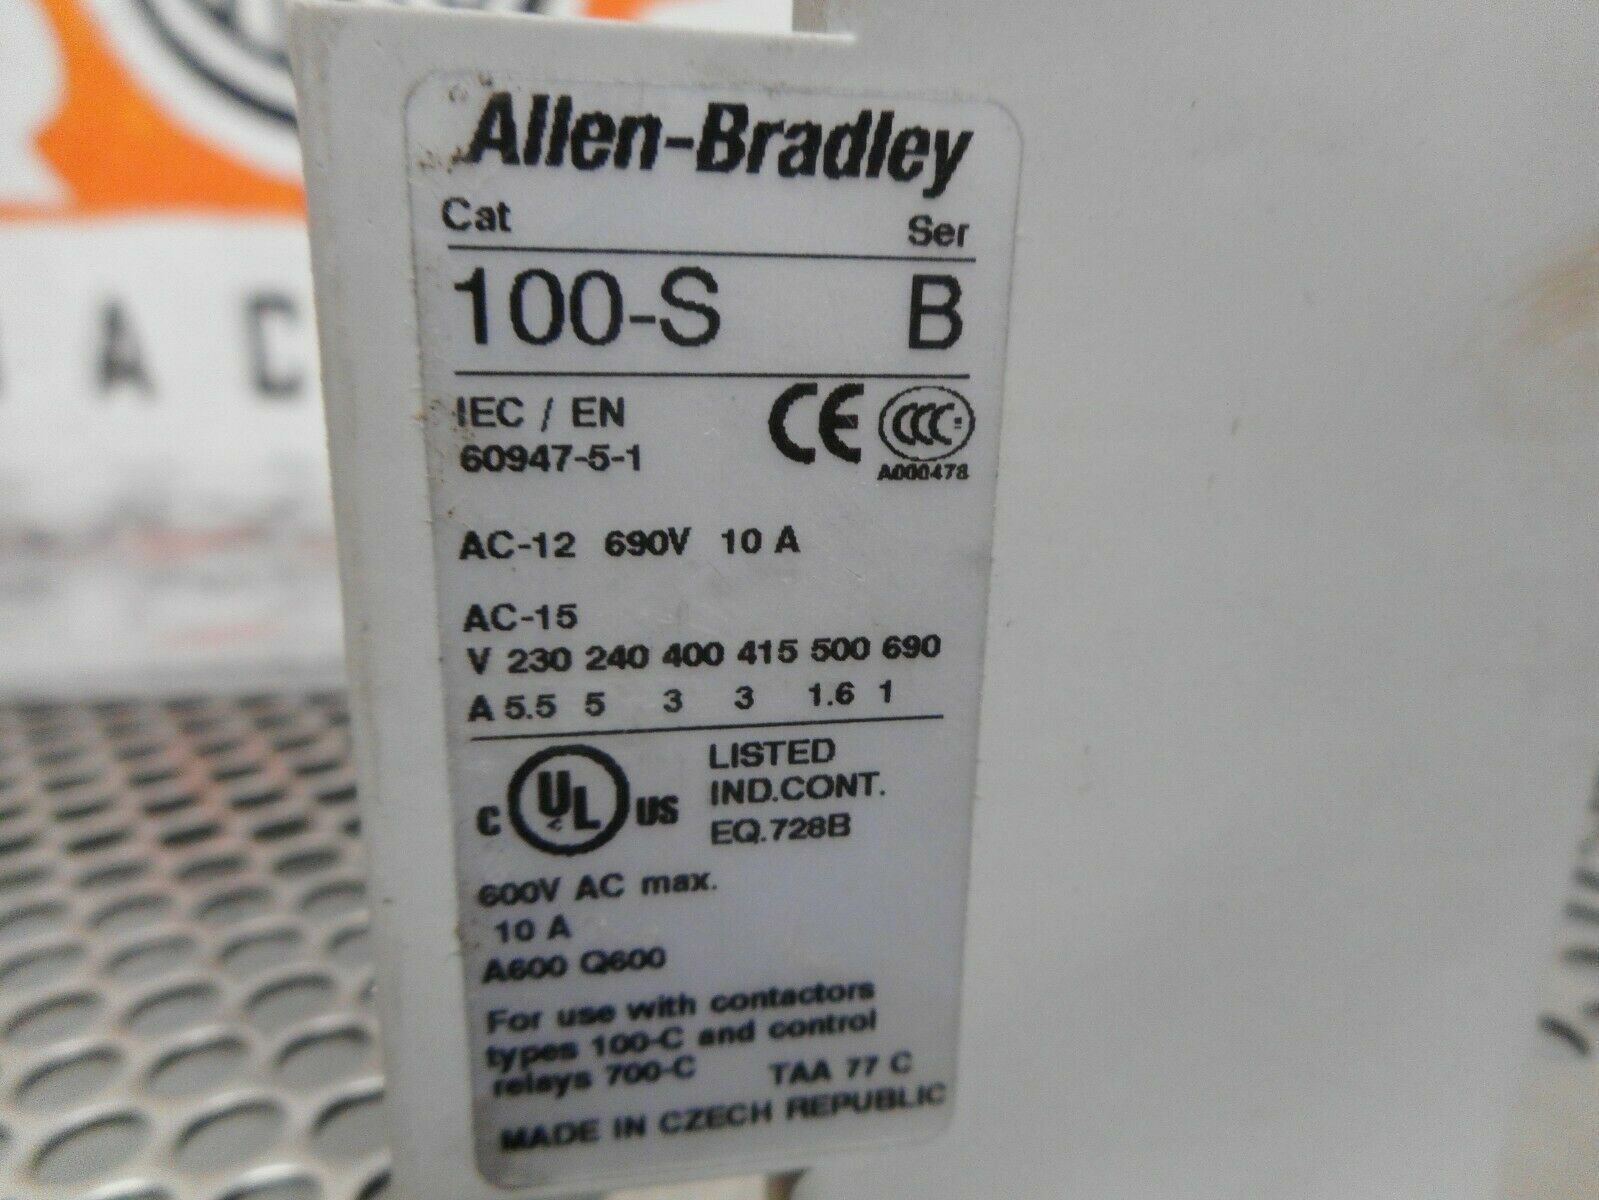 Allen-Bradley
Cat Ser
100-S B
IEC / EN
60947-5-1
CE CCC
A000478
AC-12 690V 10 A
AC-15
V 230 240 400 415 500 690
A 5.5 5 3 3 1.6 1
C UL US
LISTED
IND.CONT.
EQ.728B
600V AC max.
10 A
A600 Q600
For use with contactors
types 100-C and control
relays 700-C TAA 77 C
MADE IN CZECH REPUBLIC
A C